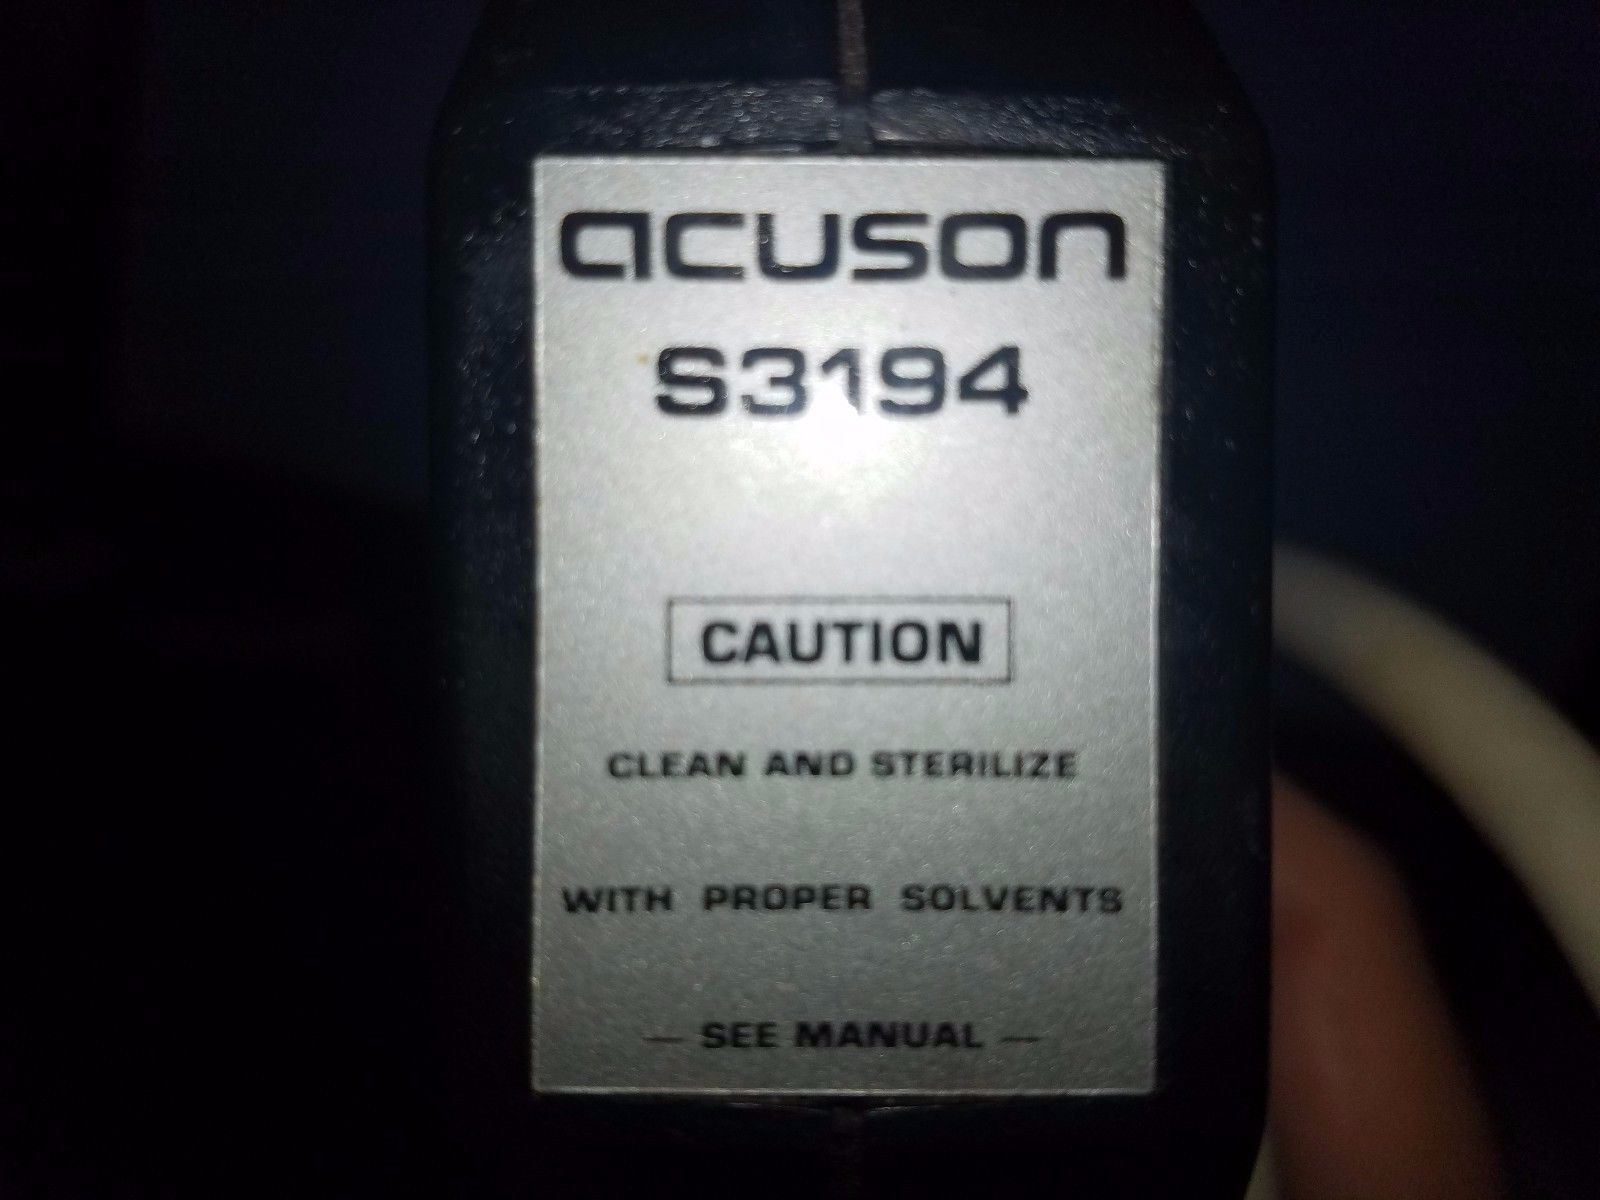 acuson
S3194
CAUTION
CLEAN AND STERILIZE
WITH PROPER SOLVENTS
— SEE MANUAL —